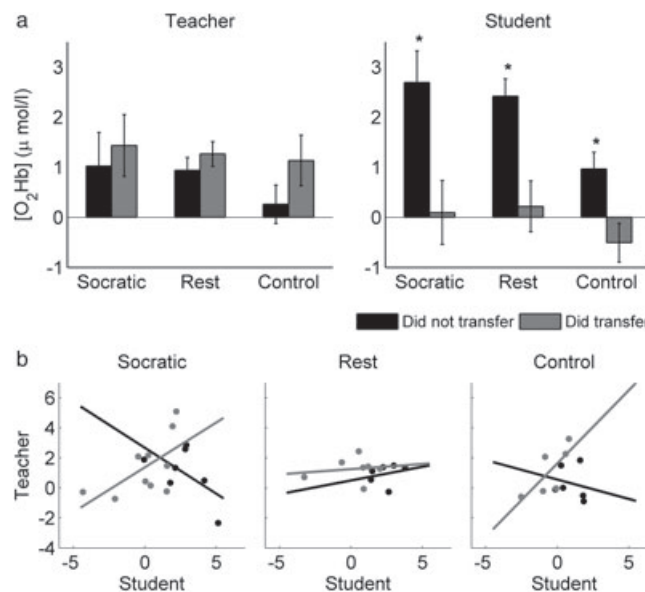 a
Teacher
Student
[O₂Hb] (μ mol/l)
3
2
1
0
-1
Socratic
Rest
Control
*
*
*
3
2
1
0
-1
Socratic
Rest
Control
Did not transfer
Did transfer
b
Socratic
Rest
Control
Teacher
6
4
2
0
-2
-4
-5
0
5
-5
0
5
-5
0
5
Student
Student
Student